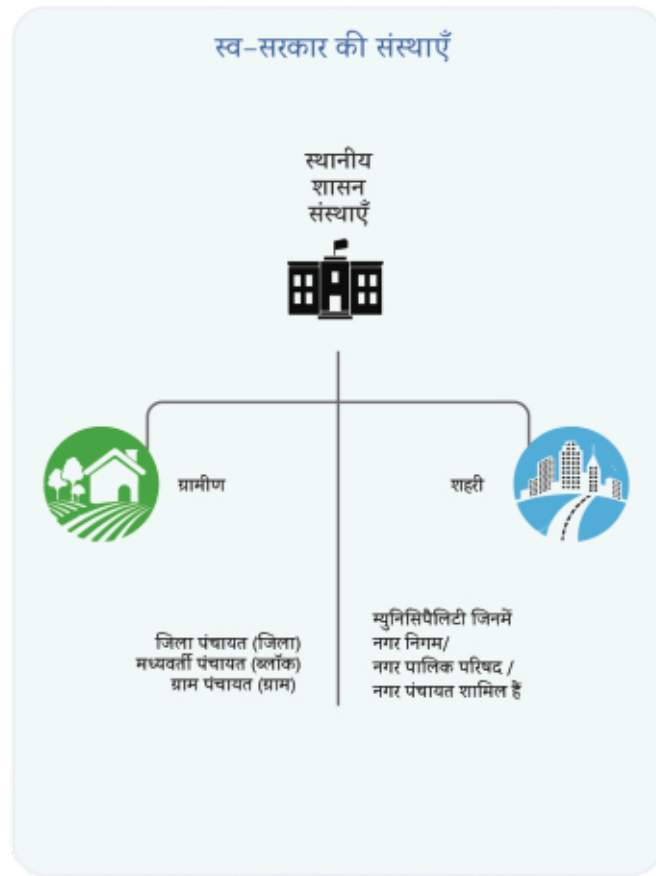 स्व-सरकार की संस्थाएँ
स्थानीय
शासन
संस्थाएँ
ग्रामीण
शहरी
जिला पंचायत (जिला)
मध्यवर्ती पंचायत (ब्लॉक)
ग्राम पंचायत (ग्राम)
म्युनिसिपैलिटी जिनमें
नगर निगम/
नगर पालिक परिषद /
नगर पंचायत शामिल हैं